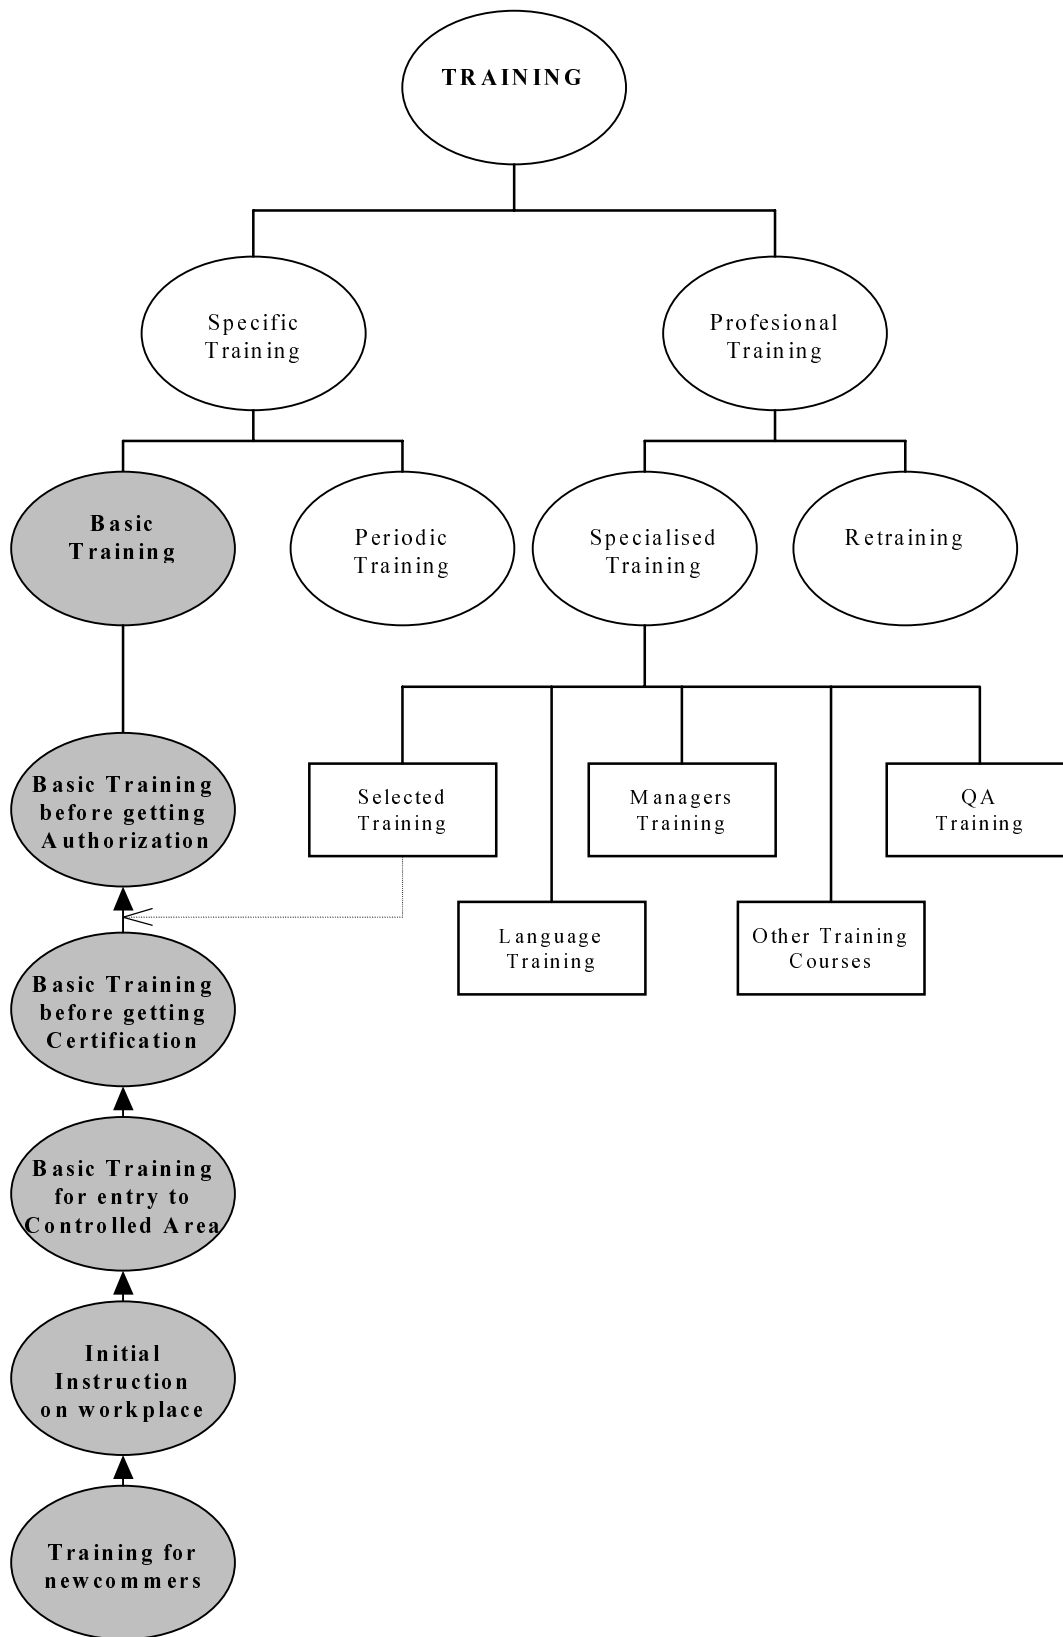 TRAINING
Specific
Training
Profesional
Training
Basic
Training
Periodic
Training
Specialised
Training
Retraining
Basic Training
before getting
Authorization
Selected
Training
Managers
Training
QA
Training
Language
Training
Other Training
Courses
Basic Training
before getting
Certification
Basic Training
for entry to
Controlled Area
Initial
Instruction
on workplace
Training for
newcommers